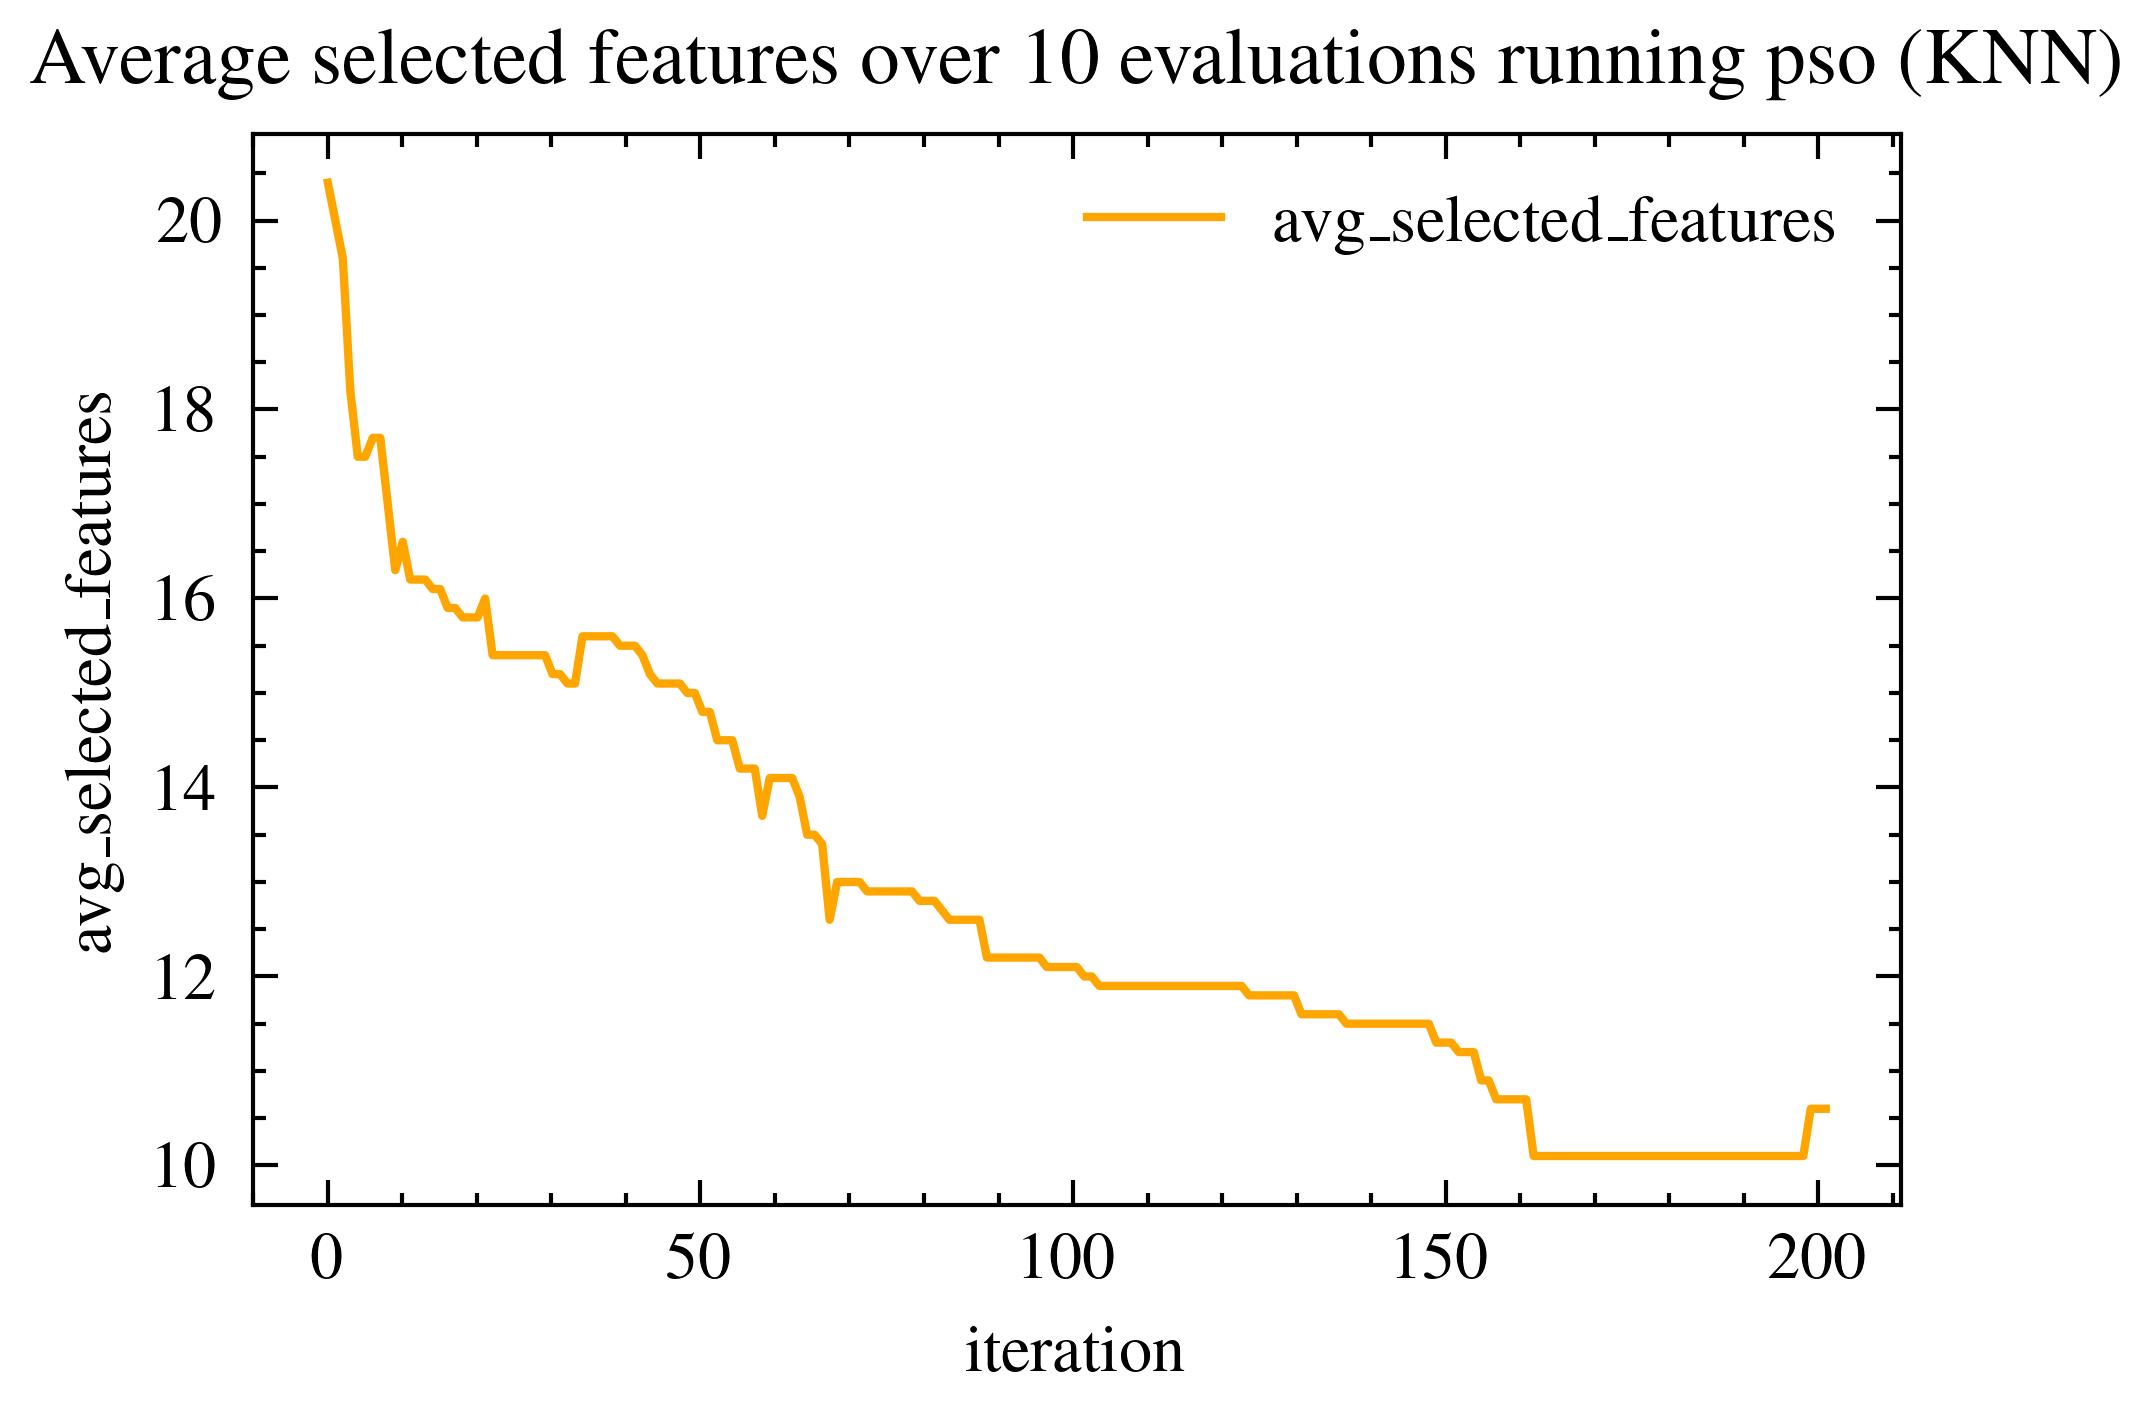 Average selected features over 10 evaluations running pso (KNN)
avg_selected_features
avg_selected_features
20
18
16
14
12
10
0 50 100 150 200
iteration